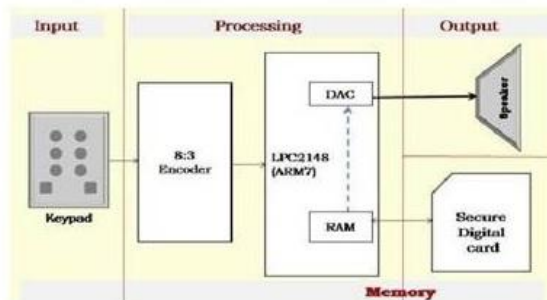 Input
Processing
Output
Keypad
8:3
Encoder
LPC2148
(ARM7)
DAC
RAM
Speaker
Secure
Digital
card
Memory